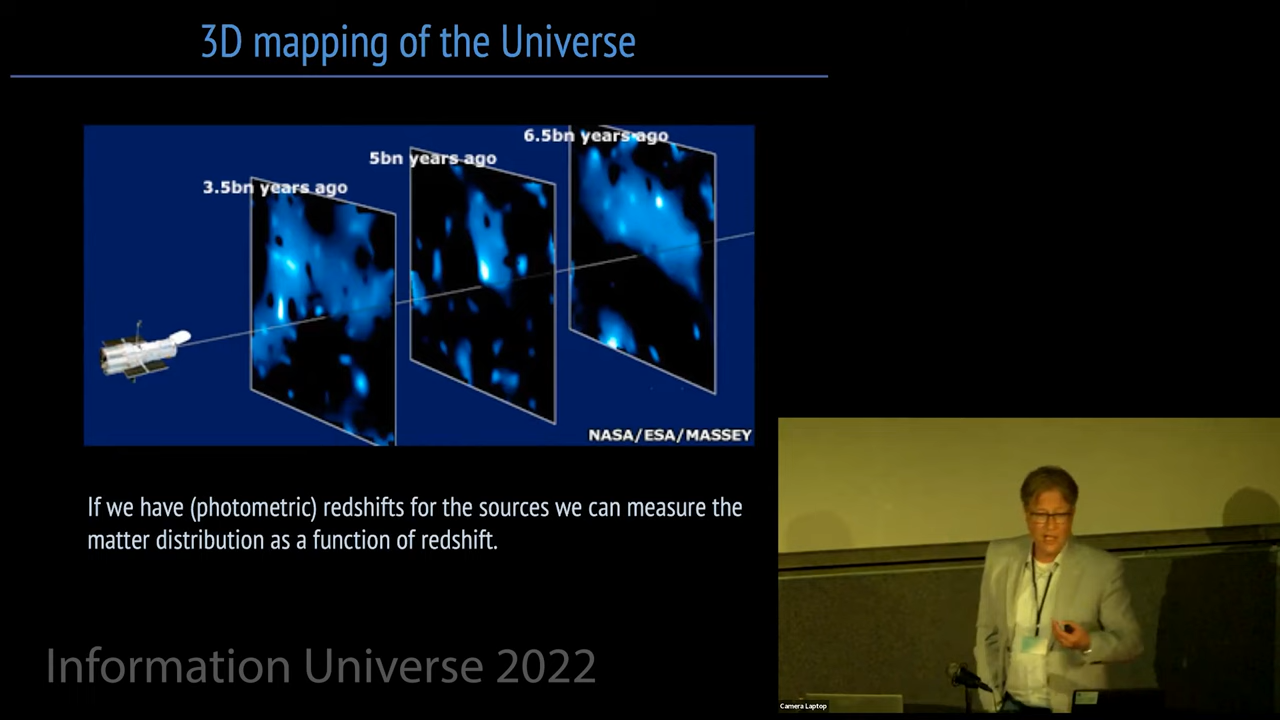 3D mapping of the Universe
6.5bn years ago
5bn years ago
3.5bn years ago
NASA/ESA/MASSEY
If we have (photometric) redshifts for the sources we can measure the
matter distribution as a function of redshift.
Information Universe 2022
Camera Laptop